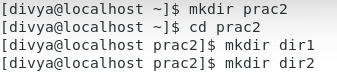 [divya@localhost ~]$ mkdir prac2
[divya@localhost ~]$ cd prac2
[divya@localhost prac2]$ mkdir dir1
[divya@localhost prac2]$ mkdir dir2